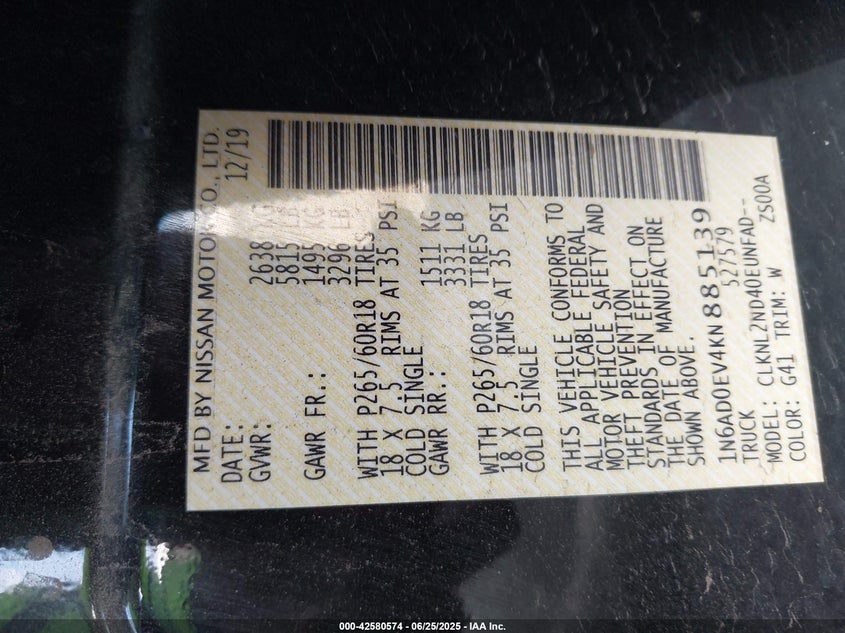 MFD BY NISSAN MOTOR CO., LTD.
DATE: 12/19
GVWR: 2638 KG
5815 LB
GAWR FR.: 1495 KG
3296 LB
WITH P265/60R18 TIRES
18 X 7.5 RIMS AT 35 PSI
COLD SINGLE
GAWR RR.: 1511 KG
3331 LB
WITH P265/60R18 TIRES
18 X 7.5 RIMS AT 35 PSI
COLD SINGLE
THIS VEHICLE CONFORMS TO
ALL APPLICABLE FEDERAL
MOTOR VEHICLE SAFETY AND
THEFT PREVENTION
STANDARDS IN EFFECT ON
THE DATE OF MANUFACTURE
SHOWN ABOVE.
1N6AD0EV4KN885139
TRUCK 527579
MODEL: CLKNL2ND40EUNFAD--
COLOR: G41 TRIM: W ZS00A
000-42580574 - 06/25/2025 - IAA Inc.